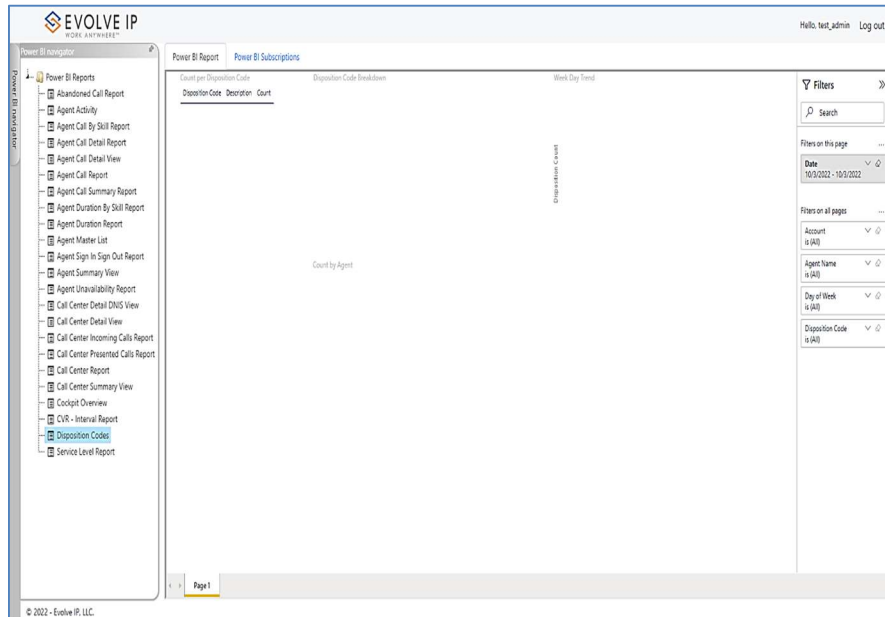 EVOLVE IP
WORK ANYWHERE™
Hello, test_admin Log out
Power BI navigator
Power BI navigator
Power BI Reports
Abandoned Call Report
Agent Activity
Agent Call By Skill Report
Agent Call Detail Report
Agent Call Detail View
Agent Call Report
Agent Call Summary Report
Agent Duration By Skill Report
Agent Duration Report
Agent Master List
Agent Sign In Sign Out Report
Agent Summary View
Agent Unavailability Report
Call Center Detail DNIS View
Call Center Detail View
Call Center Incoming Calls Report
Call Center Presented Calls Report
Call Center Report
Call Center Summary View
Cockpit Overview
CVR - Interval Report
Disposition Codes
Service Level Report
Power BI Report Power BI Subscriptions
Count per Disposition Code Disposition Code Breakdown Week Day Trend
Disposition Code Description Count
Disposition Count
Count by Agent
Filters
Search
Filters on this page ...
Date
10/3/2022 - 10/3/2022
Filters on all pages ...
Account
is (All)
Agent Name
is (All)
Day of Week
is (All)
Disposition Code
is (All)
Page 1
© 2022 - Evolve IP, LLC.